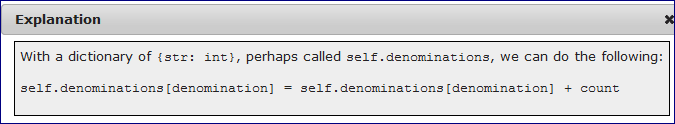 Explanation
With a dictionary of {str: int}, perhaps called self.denominations, we can do the following:
self.denominations[denomination] = self.denominations[denomination] + count